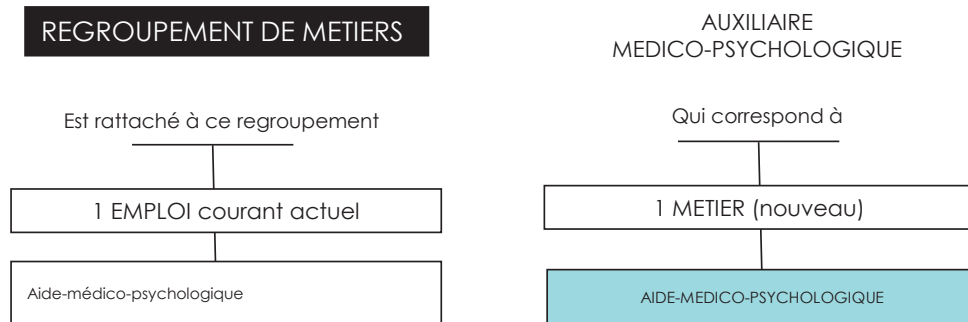 REGROUPEMENT DE METIERS
Est rattaché à ce regroupement
1 EMPLOI courant actuel
Aide-médico-psychologique
AUXILIAIRE
MEDICO-PSYCHOLOGIQUE
Qui correspond à
1 METIER (nouveau)
AIDE-MEDICO-PSYCHOLOGIQUE